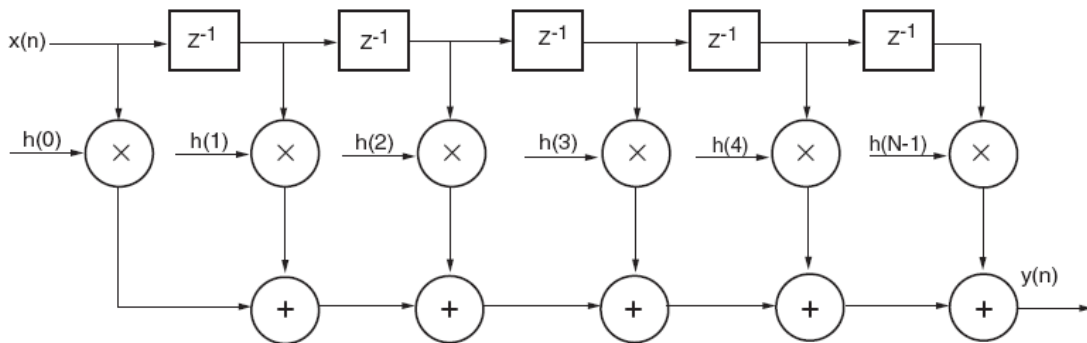 x(n) Z⁻¹ Z⁻¹ Z⁻¹ Z⁻¹ Z⁻¹
h(0) × h(1) × h(2) × h(3) × h(4) × h(N-1) ×
+ + + + + y(n)